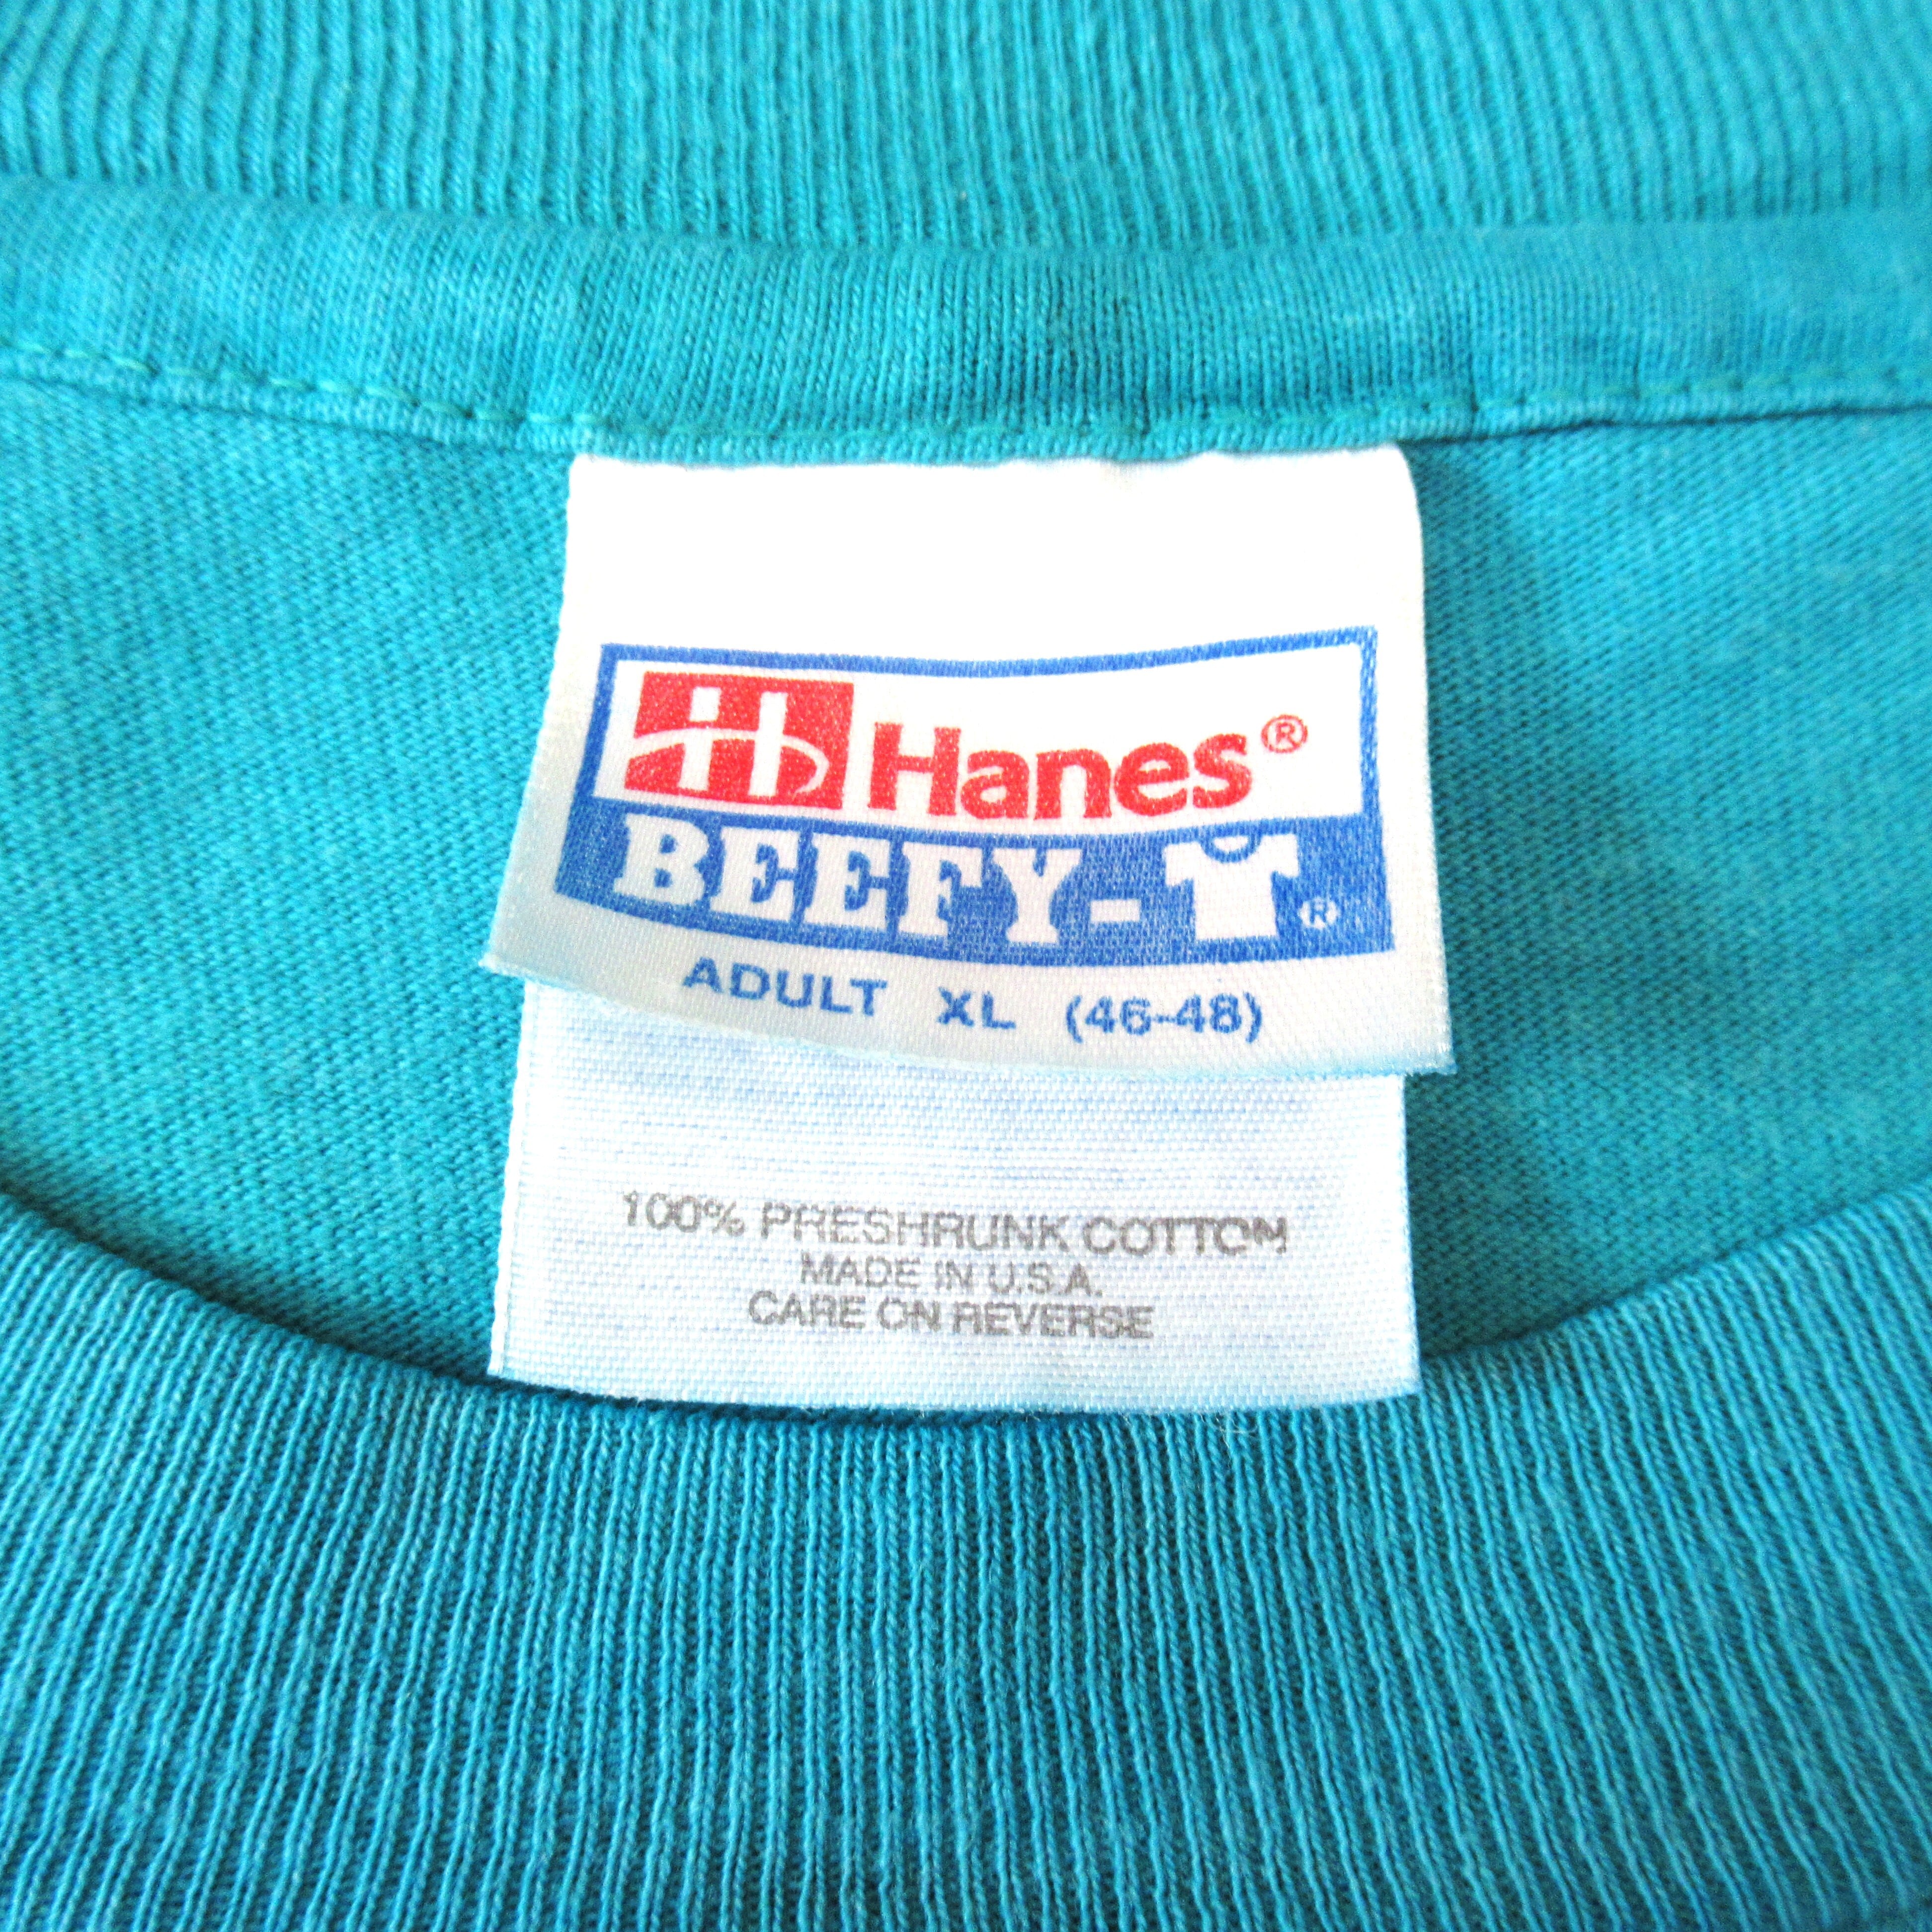 H Hanes®
BEEFY-T®
ADULT XL (46-48)
100% PRESHRUNK COTTON
MADE IN U.S.A.
CARE ON REVERSE